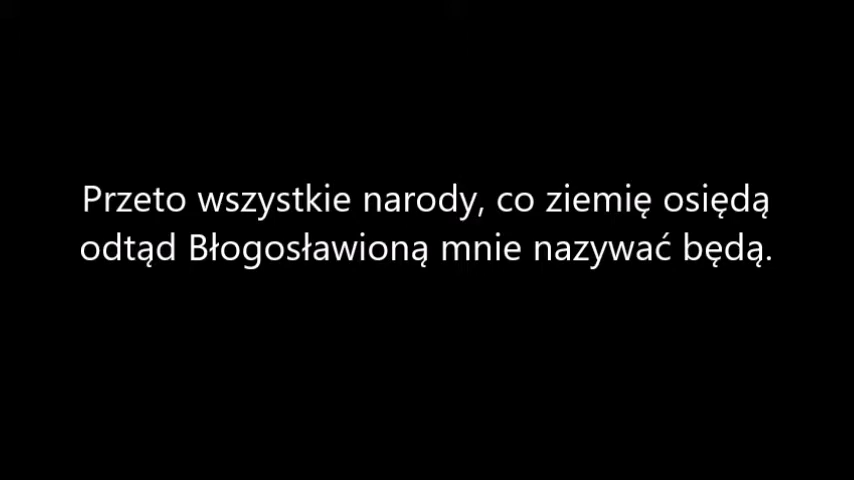 Przeto wszystkie narody, co ziemię osiędą
odtąd Błogosławioną mnie nazywać będą.